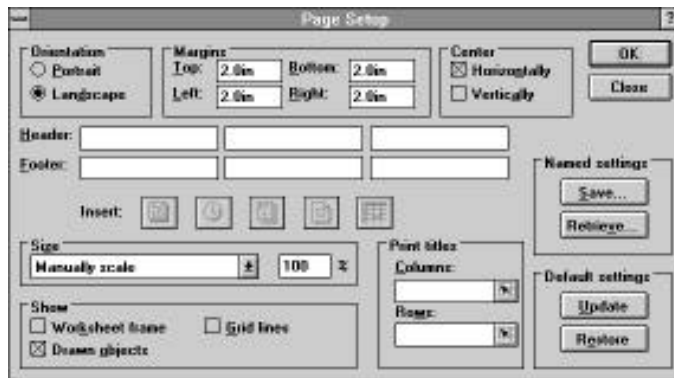 Page Setup
?
Orientation
Portrait
Landscape
Margins
Top: 2.0in Bottom: 2.0in
Left: 2.0in Right: 2.0in
Center
Horizontally
Vertically
OK
Close
Header:
Footer:
Insert:
Named settings
Save...
Retrieve...
Size
Manually scale 100 %
Print titles
Columns:
Rows:
Default settings
Update
Restore
Show
Worksheet frame Grid lines
Drawn objects